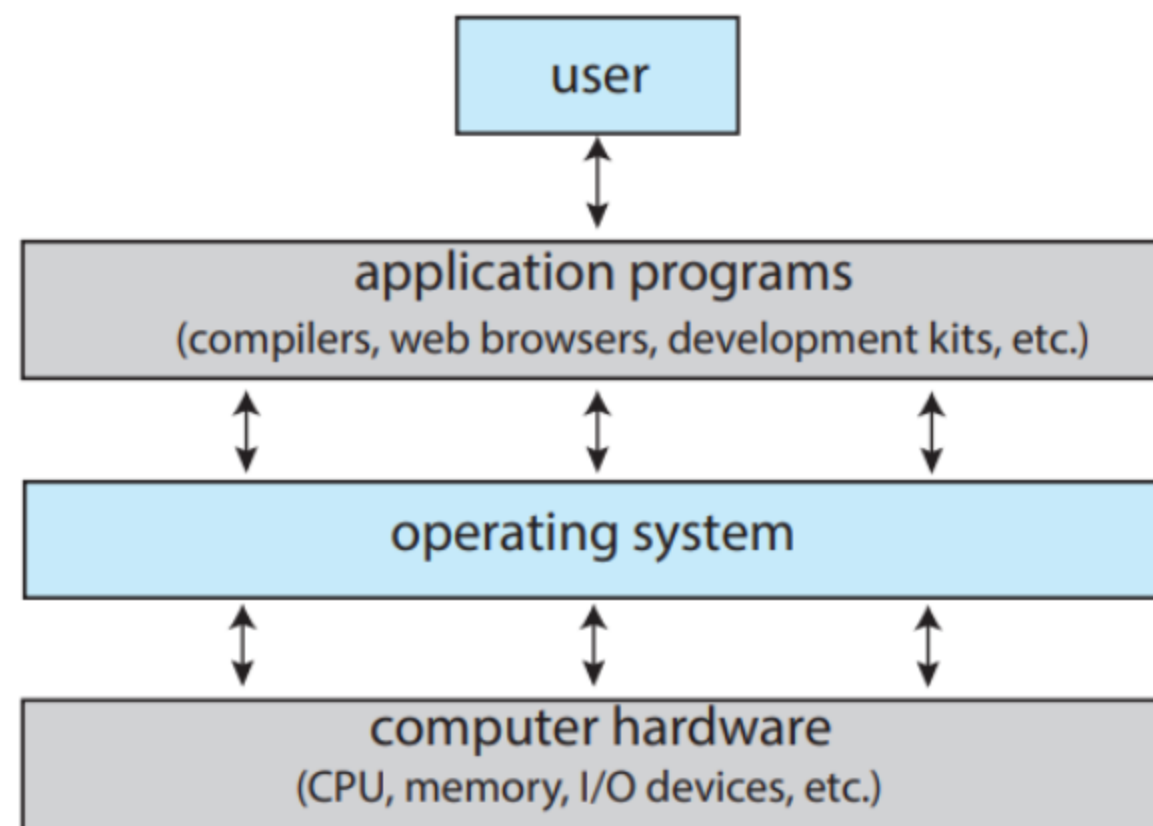 user
application programs
(compilers, web browsers, development kits, etc.)
operating system
computer hardware
(CPU, memory, I/O devices, etc.)